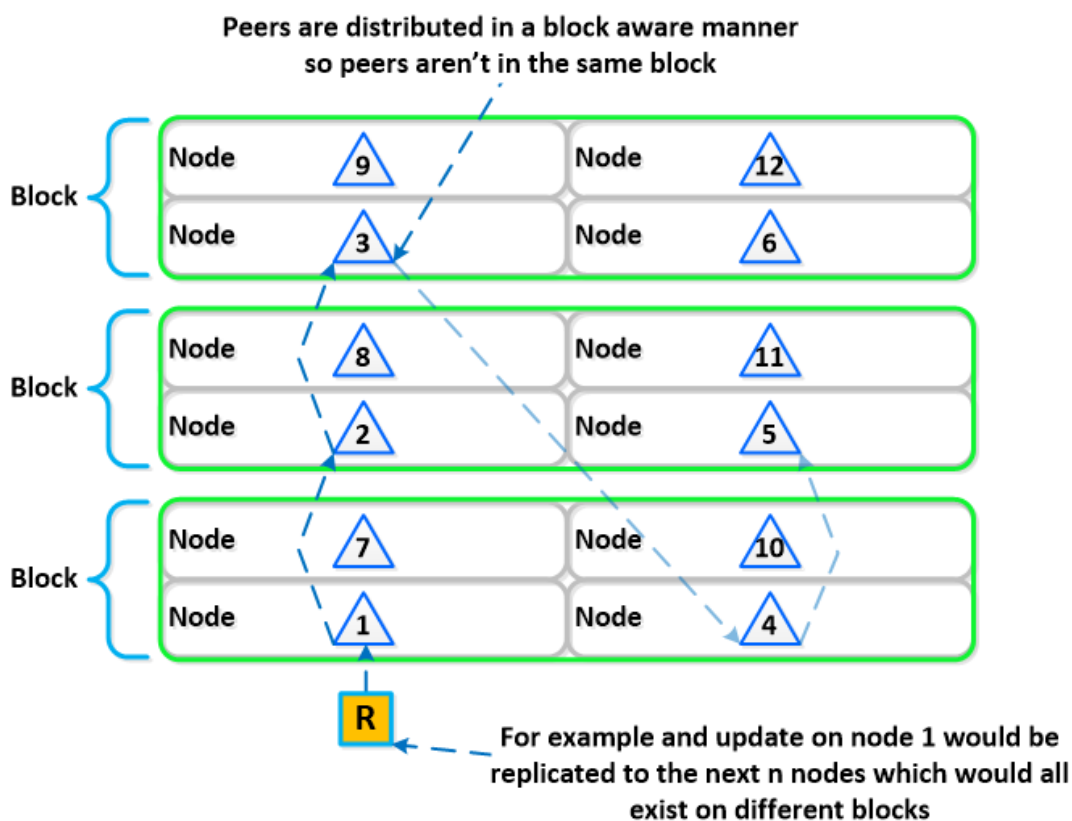 Peers are distributed in a block aware manner
so peers aren't in the same block
Block
Node 9 Node 12
Node 3 Node 6
Block
Node 8 Node 11
Node 2 Node 5
Block
Node 7 Node 10
Node 1 Node 4
R
For example and update on node 1 would be
replicated to the next n nodes which would all
exist on different blocks